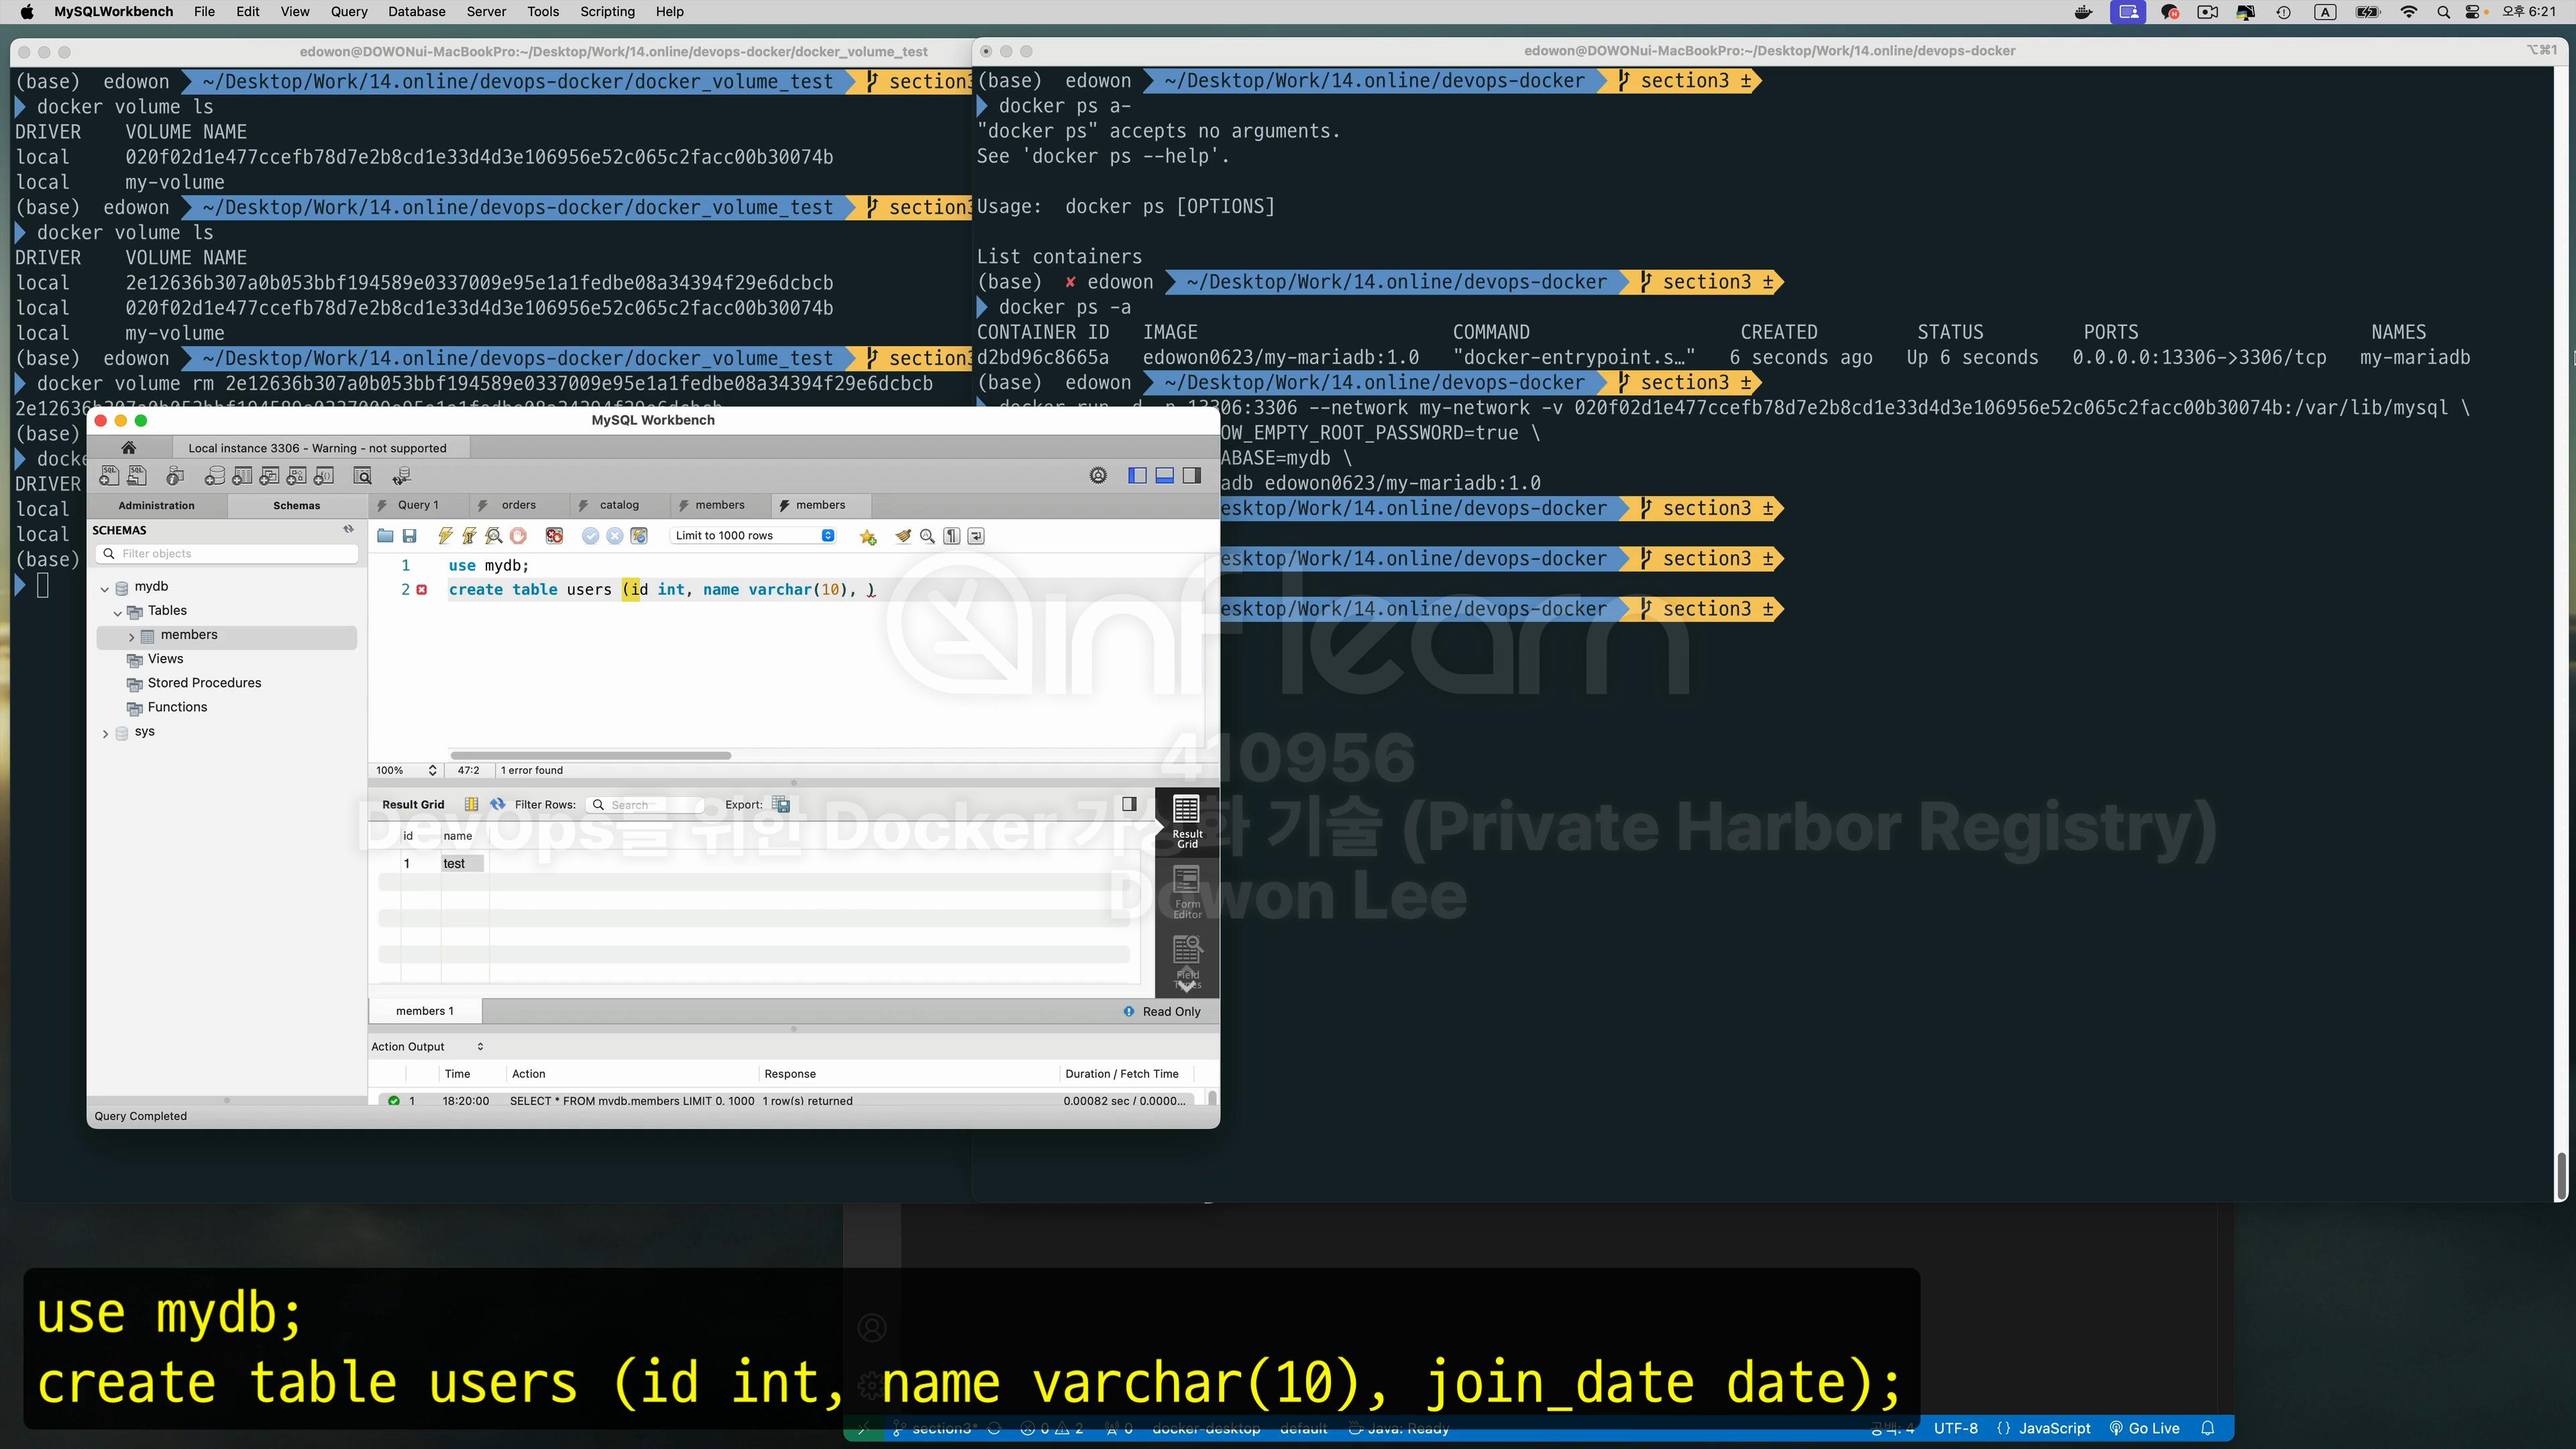 MySQLWorkbench File Edit View Query Database Server Tools Scripting Help
A 오후 6:21
edowon@DOWONui-MacBookPro:~/Desktop/Work/14.online/devops-docker/docker_volume_test
(base) edowon ~/Desktop/Work/14.online/devops-docker/docker_volume_test section3
docker volume ls
DRIVER VOLUME NAME
local 020f02d1e477ccefb78d7e2b8cd1e33d4d3e106956e52c065c2facc00b30074b
local my-volume
(base) edowon ~/Desktop/Work/14.online/devops-docker/docker_volume_test section3
docker volume ls
DRIVER VOLUME NAME
local 2e12636b307a0b053bbf194589e0337009e95e1a1fedbe08a34394f29e6dcbcb
local 020f02d1e477ccefb78d7e2b8cd1e33d4d3e106956e52c065c2facc00b30074b
local my-volume
(base) edowon ~/Desktop/Work/14.online/devops-docker/docker_volume_test section3
docker volume rm 2e12636b307a0b053bbf194589e0337009e95e1a1fedbe08a34394f29e6dcbcb
2e12636b307a0b053bbf194589e0337009e95e1a1fedbe08a34394f29e6dcbcb
(base)
docke
DRIVER
local
local
(base)
edowon@DOWONui-MacBookPro:~/Desktop/Work/14.online/devops-docker
⌥⌘1
(base) edowon ~/Desktop/Work/14.online/devops-docker section3 ±
docker ps a-
"docker ps" accepts no arguments.
See 'docker ps --help'.
Usage: docker ps [OPTIONS]
List containers
(base) ✘ edowon ~/Desktop/Work/14.online/devops-docker section3 ±
docker ps -a
CONTAINER ID IMAGE COMMAND CREATED STATUS PORTS NAMES
d2bd96c8665a edowon0623/my-mariadb:1.0 "docker-entrypoint.s…" 6 seconds ago Up 6 seconds 0.0.0.0:13306->3306/tcp my-mariadb
(base) edowon ~/Desktop/Work/14.online/devops-docker section3 ±
docker run -d -p 13306:3306 --network my-network -v 020f02d1e477ccefb78d7e2b8cd1e33d4d3e106956e52c065c2facc00b30074b:/var/lib/mysql \
OW_EMPTY_ROOT_PASSWORD=true \
ABASE=mydb \
adb edowon0623/my-mariadb:1.0
esktop/Work/14.online/devops-docker section3 ±
esktop/Work/14.online/devops-docker section3 ±
esktop/Work/14.online/devops-docker section3 ±
MySQL Workbench
Local instance 3306 - Warning - not supported
Administration Schemas
Query 1 orders catalog members members
SCHEMAS
Filter objects
mydb
Tables
members
Views
Stored Procedures
Functions
sys
Limit to 1000 rows
1 use mydb;
2 create table users (id int, name varchar(10), )
100% 47:2 1 error found
Result Grid Filter Rows: Search Export:
id name
1 test
Result Grid
Form Editor
Field Types
members 1 Read Only
Action Output
Time Action Response Duration / Fetch Time
1 18:20:00 SELECT * FROM mydb.members LIMIT 0, 1000 1 row(s) returned 0.00082 sec / 0.0000...
Query Completed
inflearn
410956
DevOps를 위한 Docker 가상화 기술 (Private Harbor Registry)
Dowon Lee
use mydb;
create table users (id int, name varchar(10), join_date date);
section3* 0 2 0 docker-desktop default Java: Ready 공백: 4 UTF-8 {} JavaScript Go Live